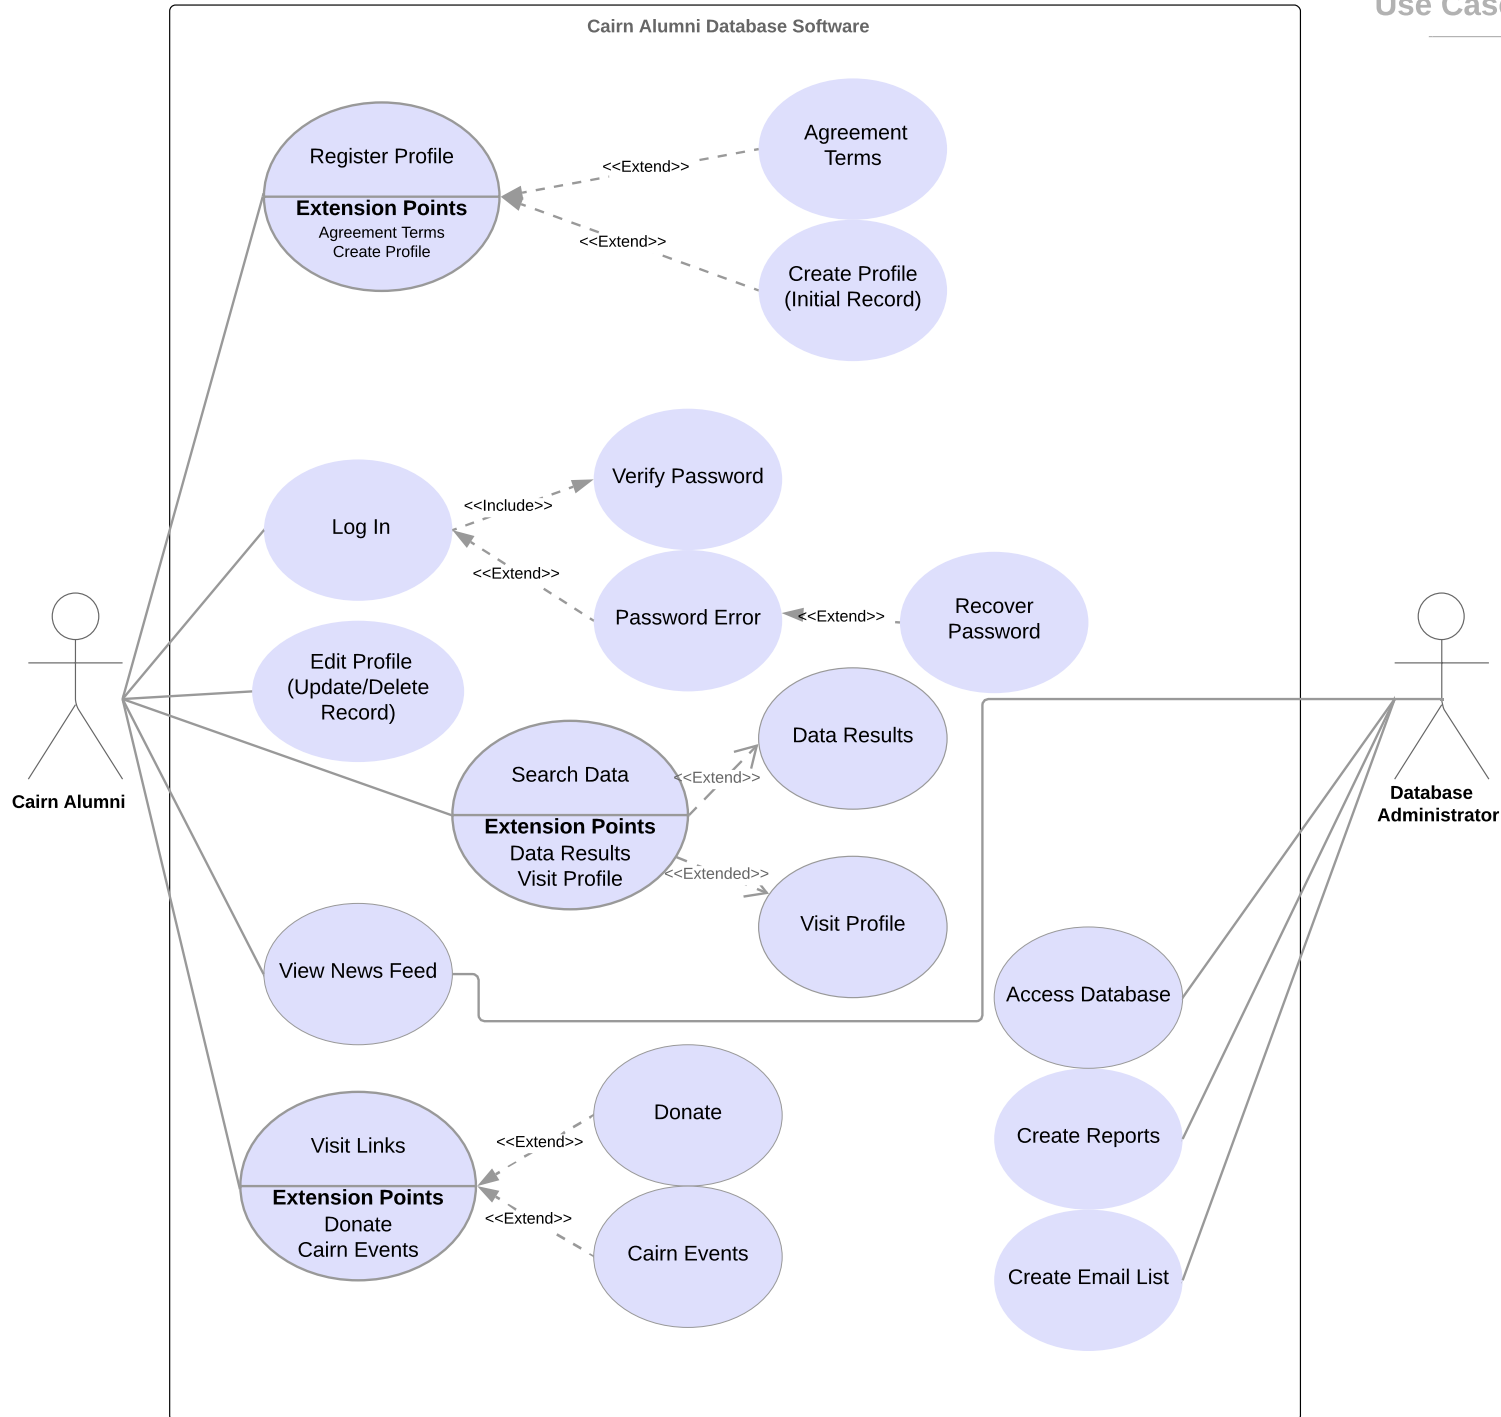 Use Case
Cairn Alumni Database Software
Register Profile
Extension Points
Agreement Terms
Create Profile
<<Extend>>
Agreement
Terms
<<Extend>>
Create Profile
(Initial Record)
Log In
<<Include>>
Verify Password
<<Extend>>
Password Error
<<Extend>>
Recover
Password
Edit Profile
(Update/Delete
Record)
Cairn Alumni
Database
Administrator
Search Data
Extension Points
Data Results
Visit Profile
<<Extend>>
Data Results
<<Extended>>
Visit Profile
View News Feed
Access Database
Visit Links
Extension Points
Donate
Cairn Events
<<Extend>>
Donate
<<Extend>>
Cairn Events
Create Reports
Create Email List